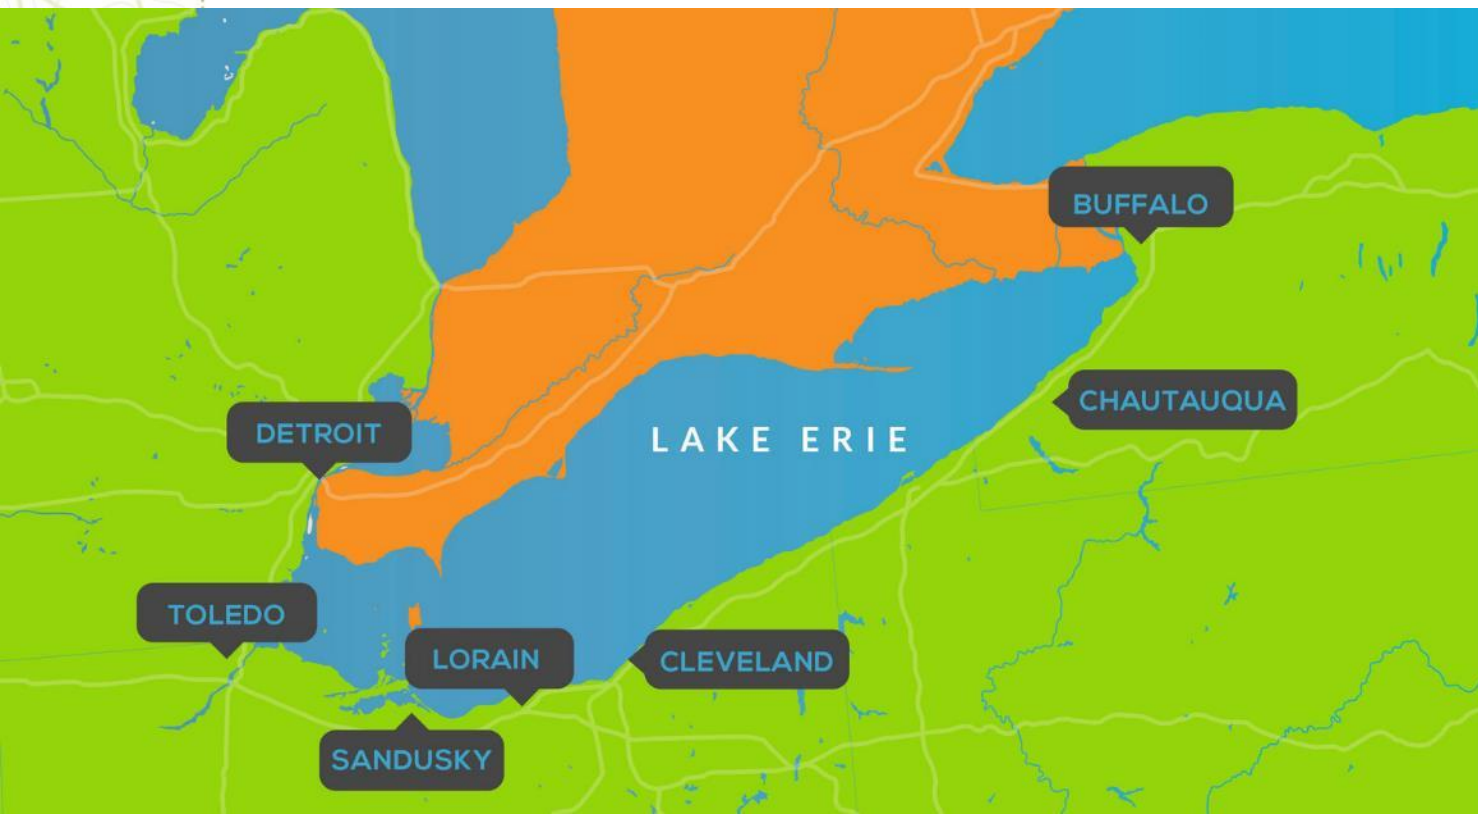 BUFFALO
CHAUTAUQUA
DETROIT
LAKE ERIE
TOLEDO
LORAIN
CLEVELAND
SANDUSKY